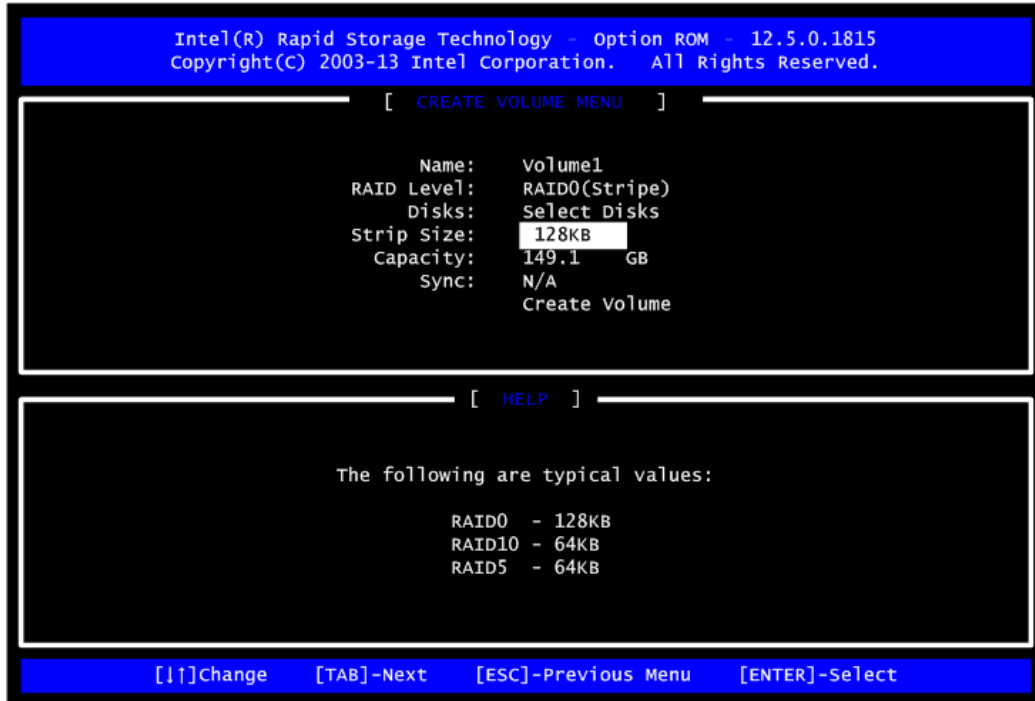 Intel(R) Rapid Storage Technology - Option ROM - 12.5.0.1815
Copyright(C) 2003-13 Intel Corporation. All Rights Reserved.
[ CREATE VOLUME MENU ]
Name: Volume1
RAID Level: RAID0(Stripe)
Disks: Select Disks
Strip Size: 128KB
Capacity: 149.1 GB
Sync: N/A
Create Volume
[ HELP ]
The following are typical values:
RAID0 - 128KB
RAID10 - 64KB
RAID5 - 64KB
[↓↑]Change [TAB]-Next [ESC]-Previous Menu [ENTER]-Select